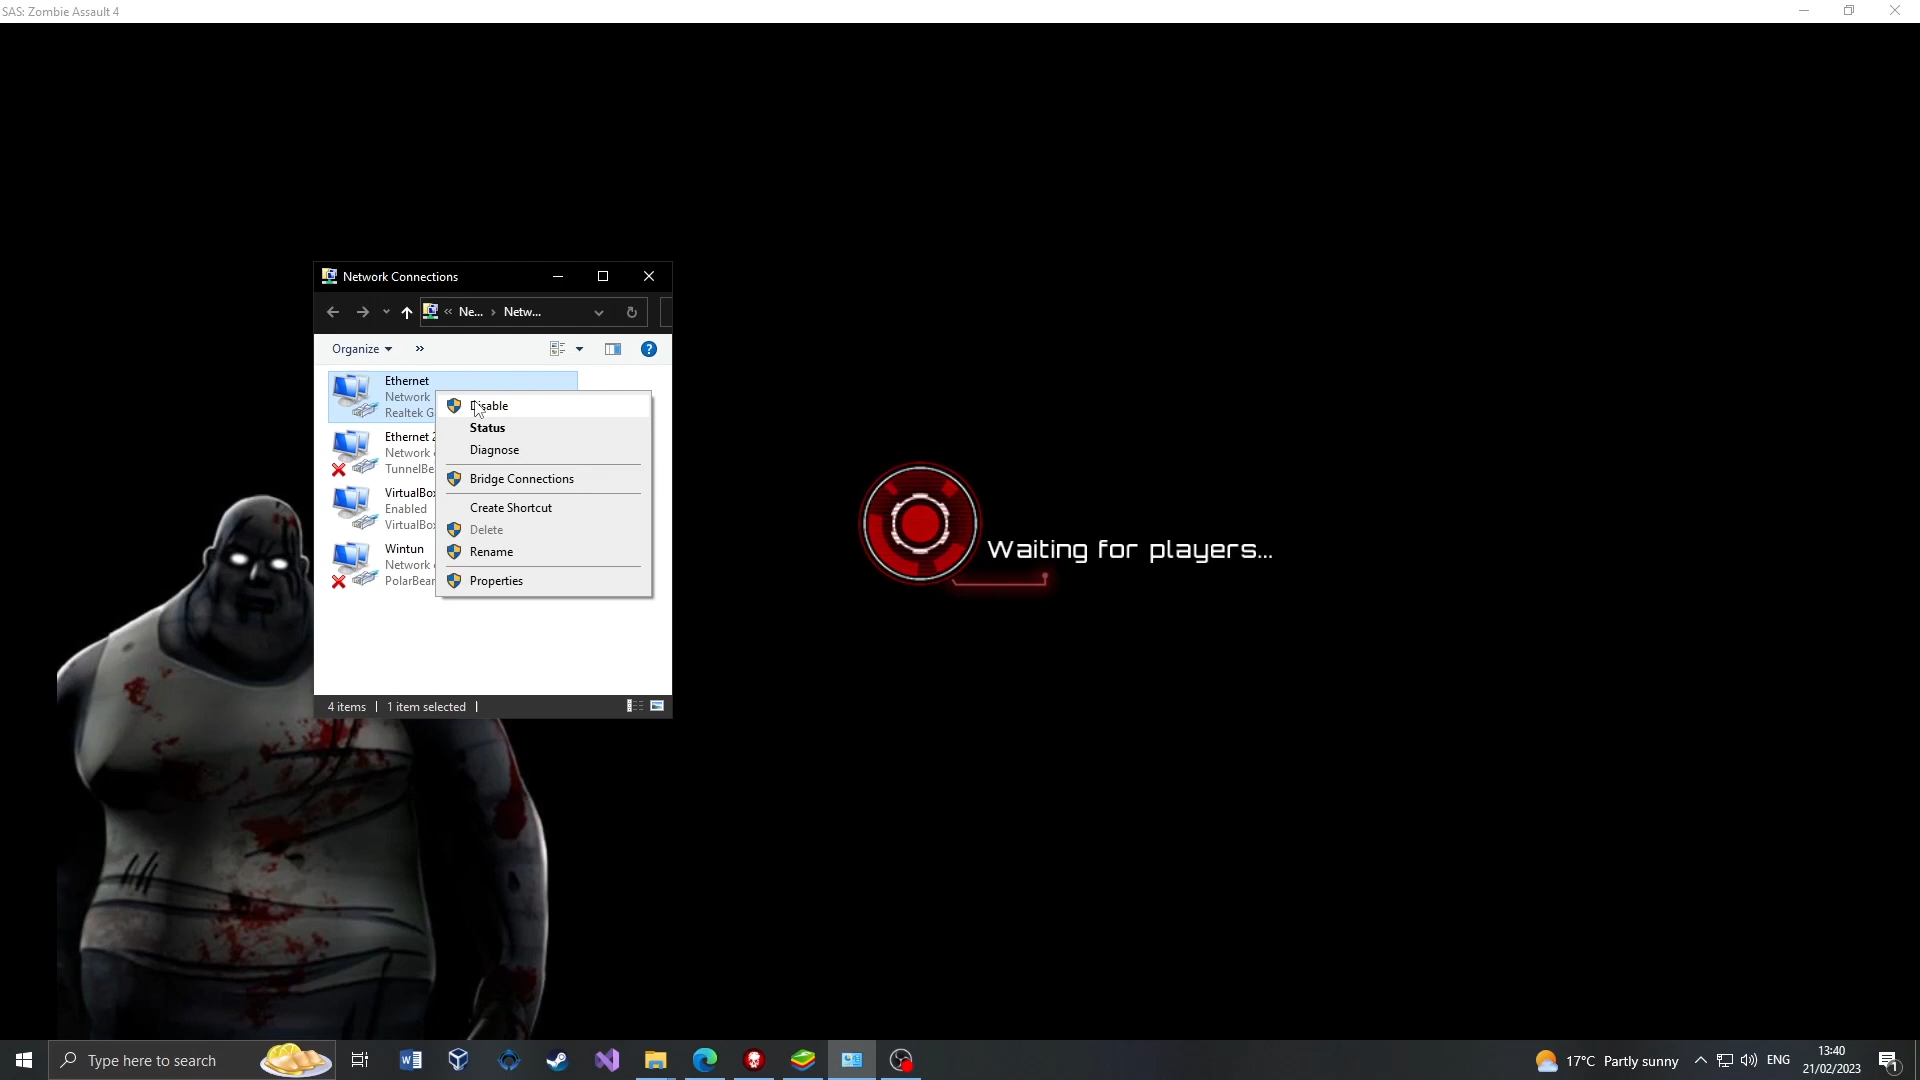 SAS: Zombie Assault 4
Network Connections
« Ne... › Netw...
Organize »
Ethernet
Network
Realtek G
Ethernet 2
Network
TunnelBe
VirtualBo
Enabled
VirtualBo
Wintun
Network
PolarBear
Disable
Status
Diagnose
Bridge Connections
Create Shortcut
Delete
Rename
Properties
4 items | 1 item selected |
Waiting for players...
Type here to search
17°C Partly sunny
ENG
13:40
21/02/2023
1